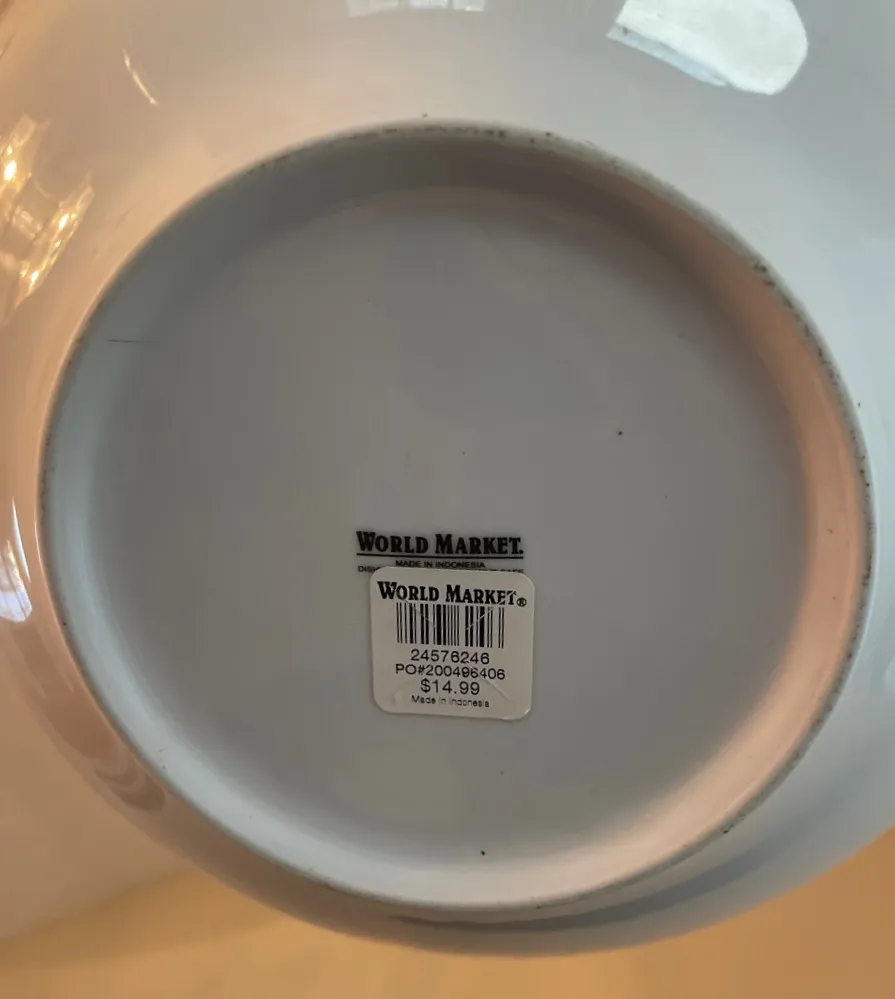 WORLD MARKET.
MADE IN INDONESIA
WORLD MARKET®
24576246
PO#200496406
$14.99
Made in Indonesia